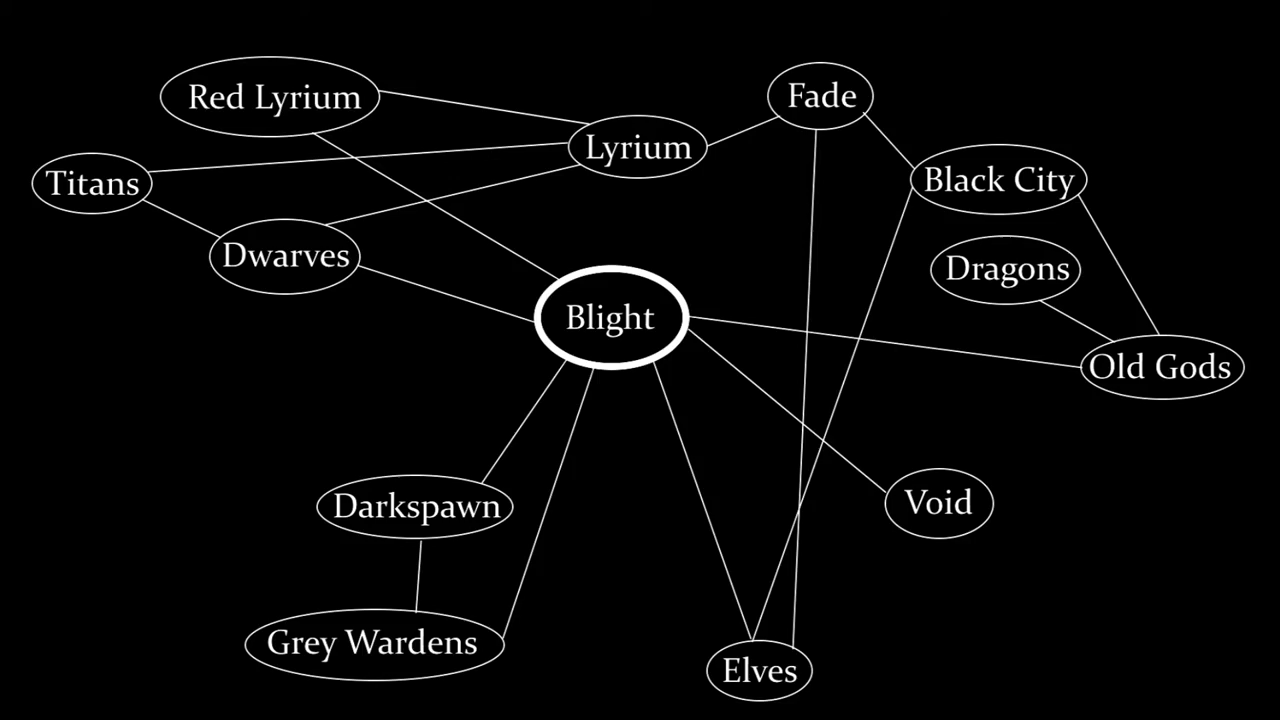 Red Lyrium
Fade
Lyrium
Titans
Black City
Dwarves
Dragons
Blight
Old Gods
Darkspawn
Void
Grey Wardens
Elves